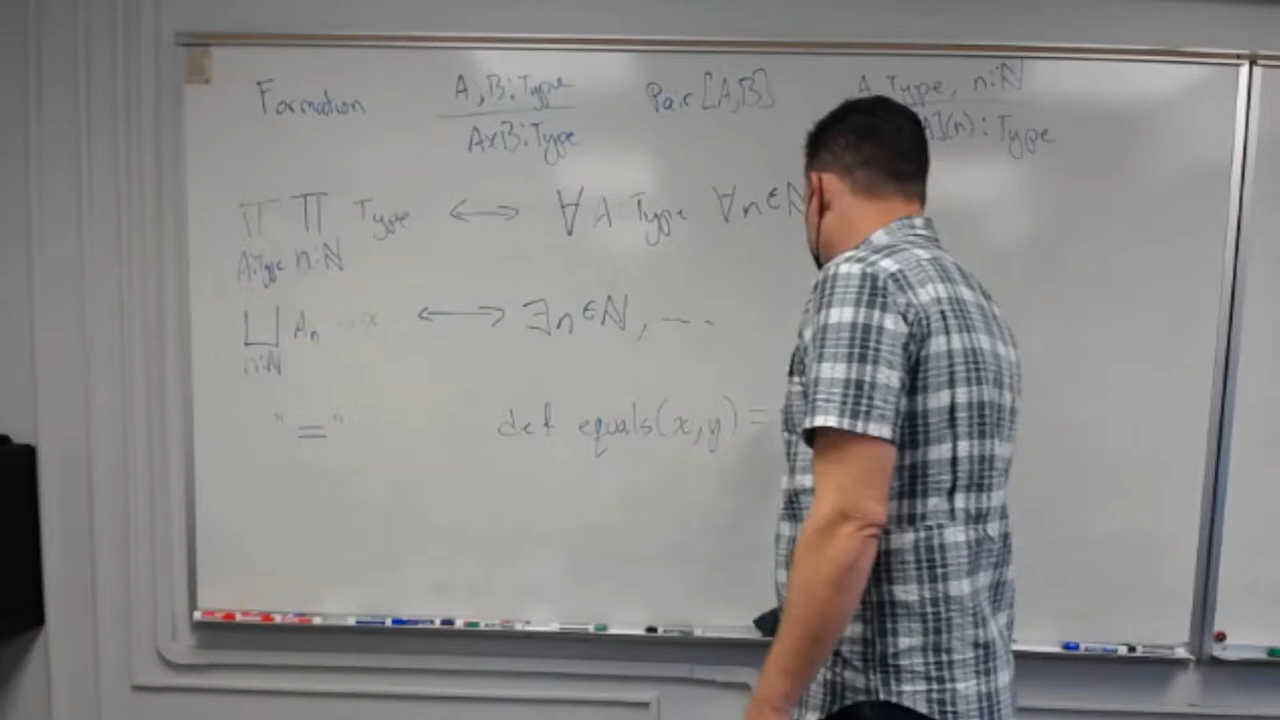 Formation A, B : Type Pair[A,B] A Type, n:ℕ
A×B : Type A](n) : Type
∏ ∏ Type ⟷ ∀ A Type ∀n∈ℕ
A:Type n:ℕ
⨆ Aₙ ⟷ ∃n∈ℕ, ...
n:ℕ
"=" def equals(x,y) =